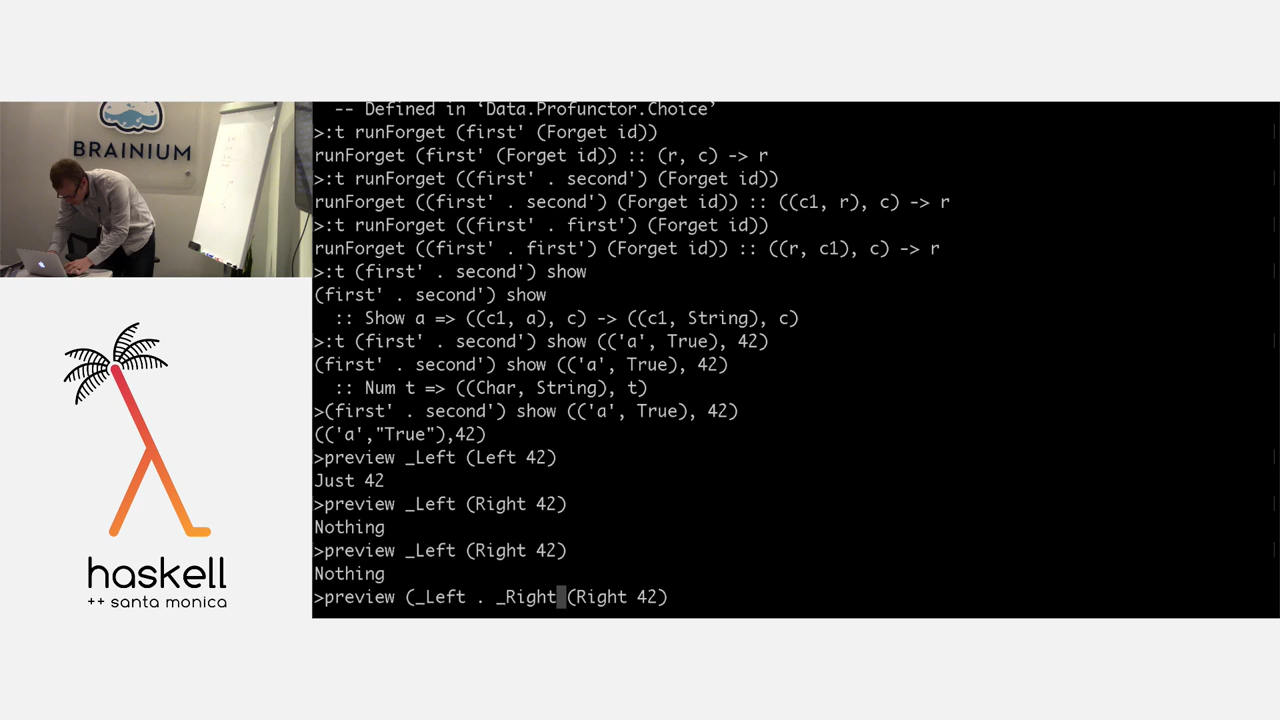 BRAINIUM
haskell
++ santa monica
-- Defined in ‘Data.Profunctor.Choice’
>:t runForget (first' (Forget id))
runForget (first' (Forget id)) :: (r, c) -> r
>:t runForget ((first' . second') (Forget id))
runForget ((first' . second') (Forget id)) :: ((c1, r), c) -> r
>:t runForget ((first' . first') (Forget id))
runForget ((first' . first') (Forget id)) :: ((r, c1), c) -> r
>:t (first' . second') show
(first' . second') show
:: Show a => ((c1, a), c) -> ((c1, String), c)
>:t (first' . second') show (('a', True), 42)
(first' . second') show (('a', True), 42)
:: Num t => ((Char, String), t)
>(first' . second') show (('a', True), 42)
(('a',"True"),42)
>preview _Left (Left 42)
Just 42
>preview _Left (Right 42)
Nothing
>preview _Left (Right 42)
Nothing
>preview (_Left . _Right (Right 42)